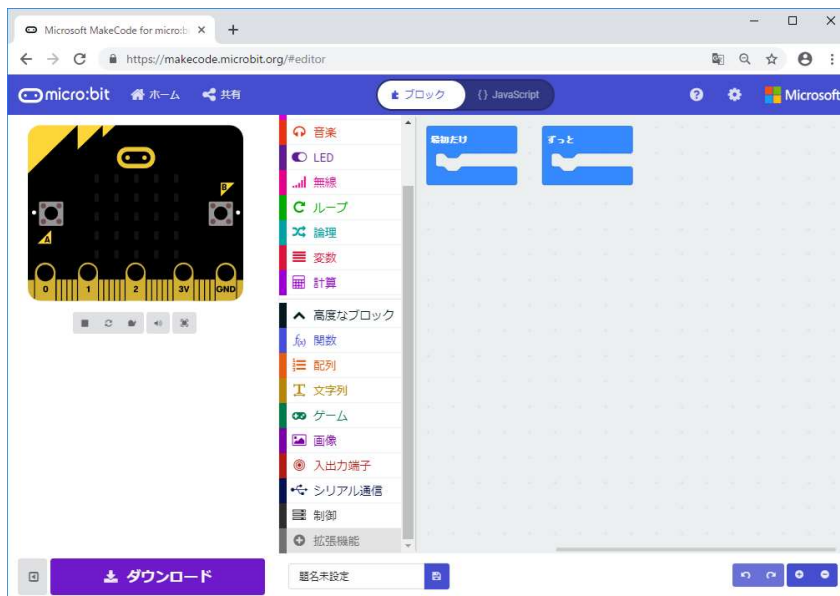 Microsoft MakeCode for micro:b
https://makecode.microbit.org/#editor
micro:bit
ホーム
共有
ブロック
{} JavaScript
Microsoft
B
A
0
1
2
3V
GND
音楽
LED
無線
ループ
論理
変数
計算
高度なブロック
f(x) 関数
配列
文字列
ゲーム
画像
入出力端子
シリアル通信
制御
拡張機能
最初だけ
ずっと
ダウンロード
題名未設定